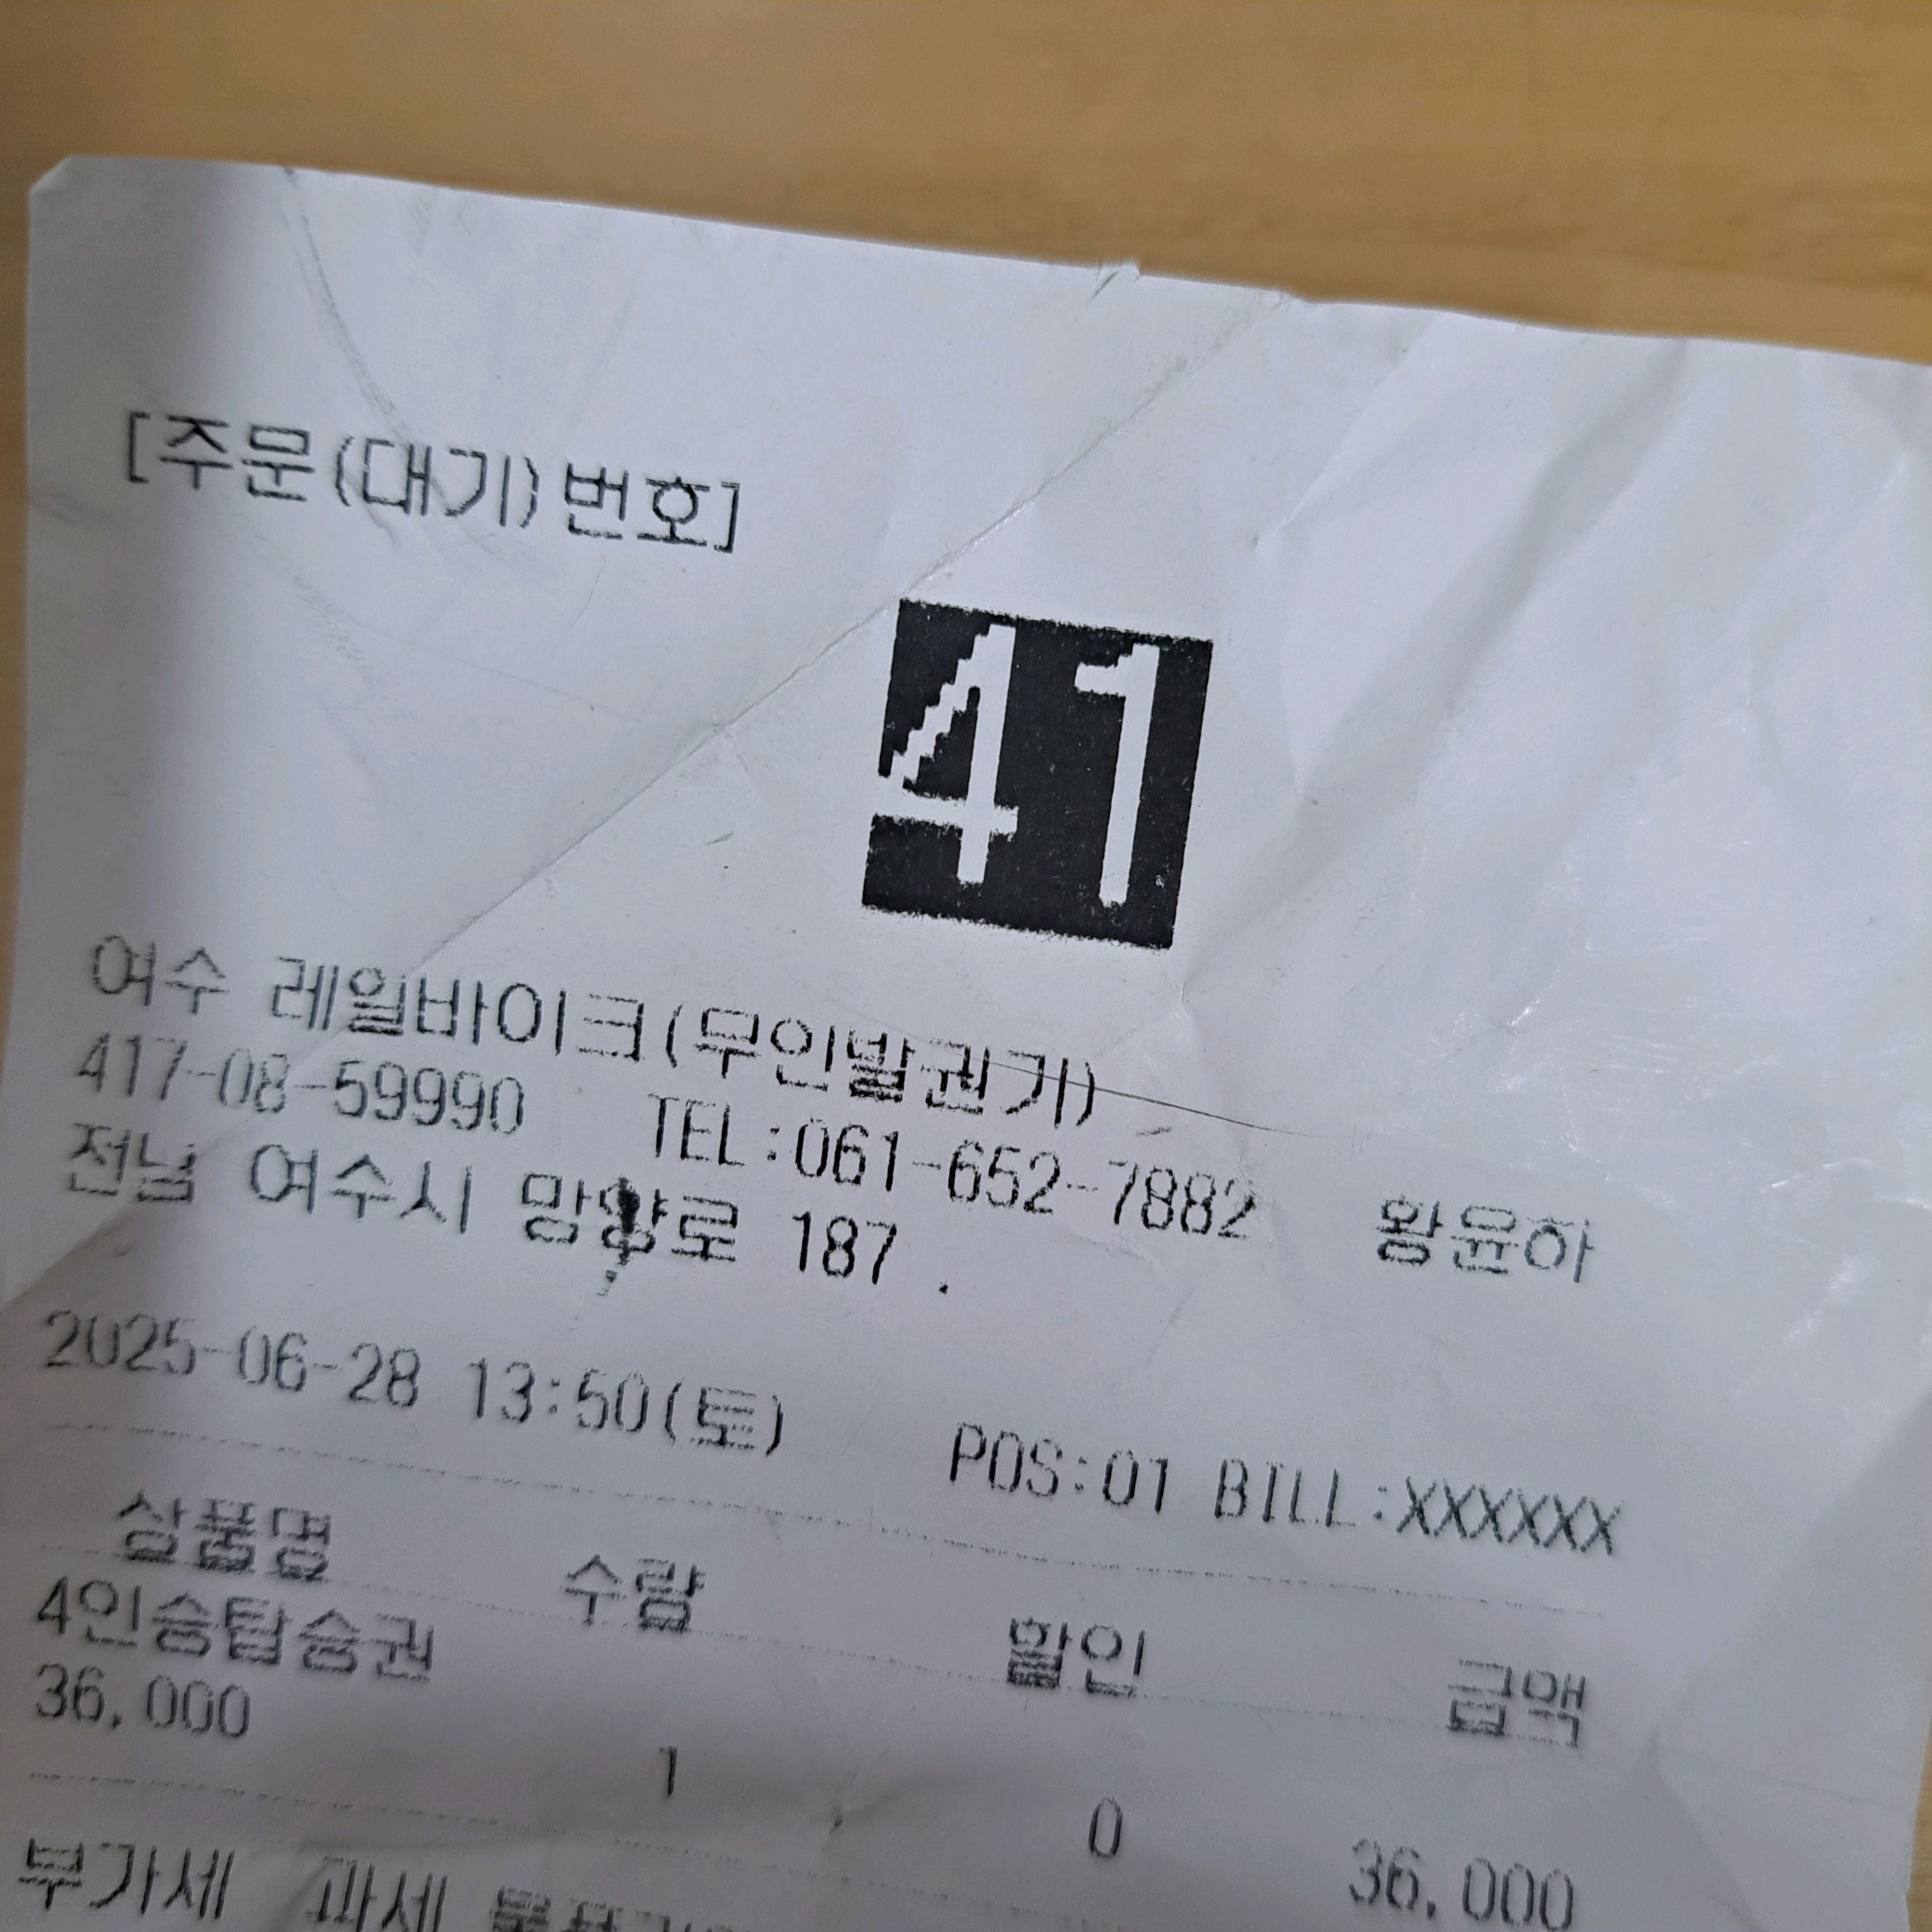 [주문(대기)번호]
41
여수 레일바이크(무인발권기)
417-08-59990 TEL:061-652-7882 황윤하
전남 여수시 망양로 187 .
2025-06-28 13:50(토) POS:01 BILL:XXXXXX
상품명 수량 할인 금액
4인승탑승권
36,000 1 0 36,000
부가세 과세